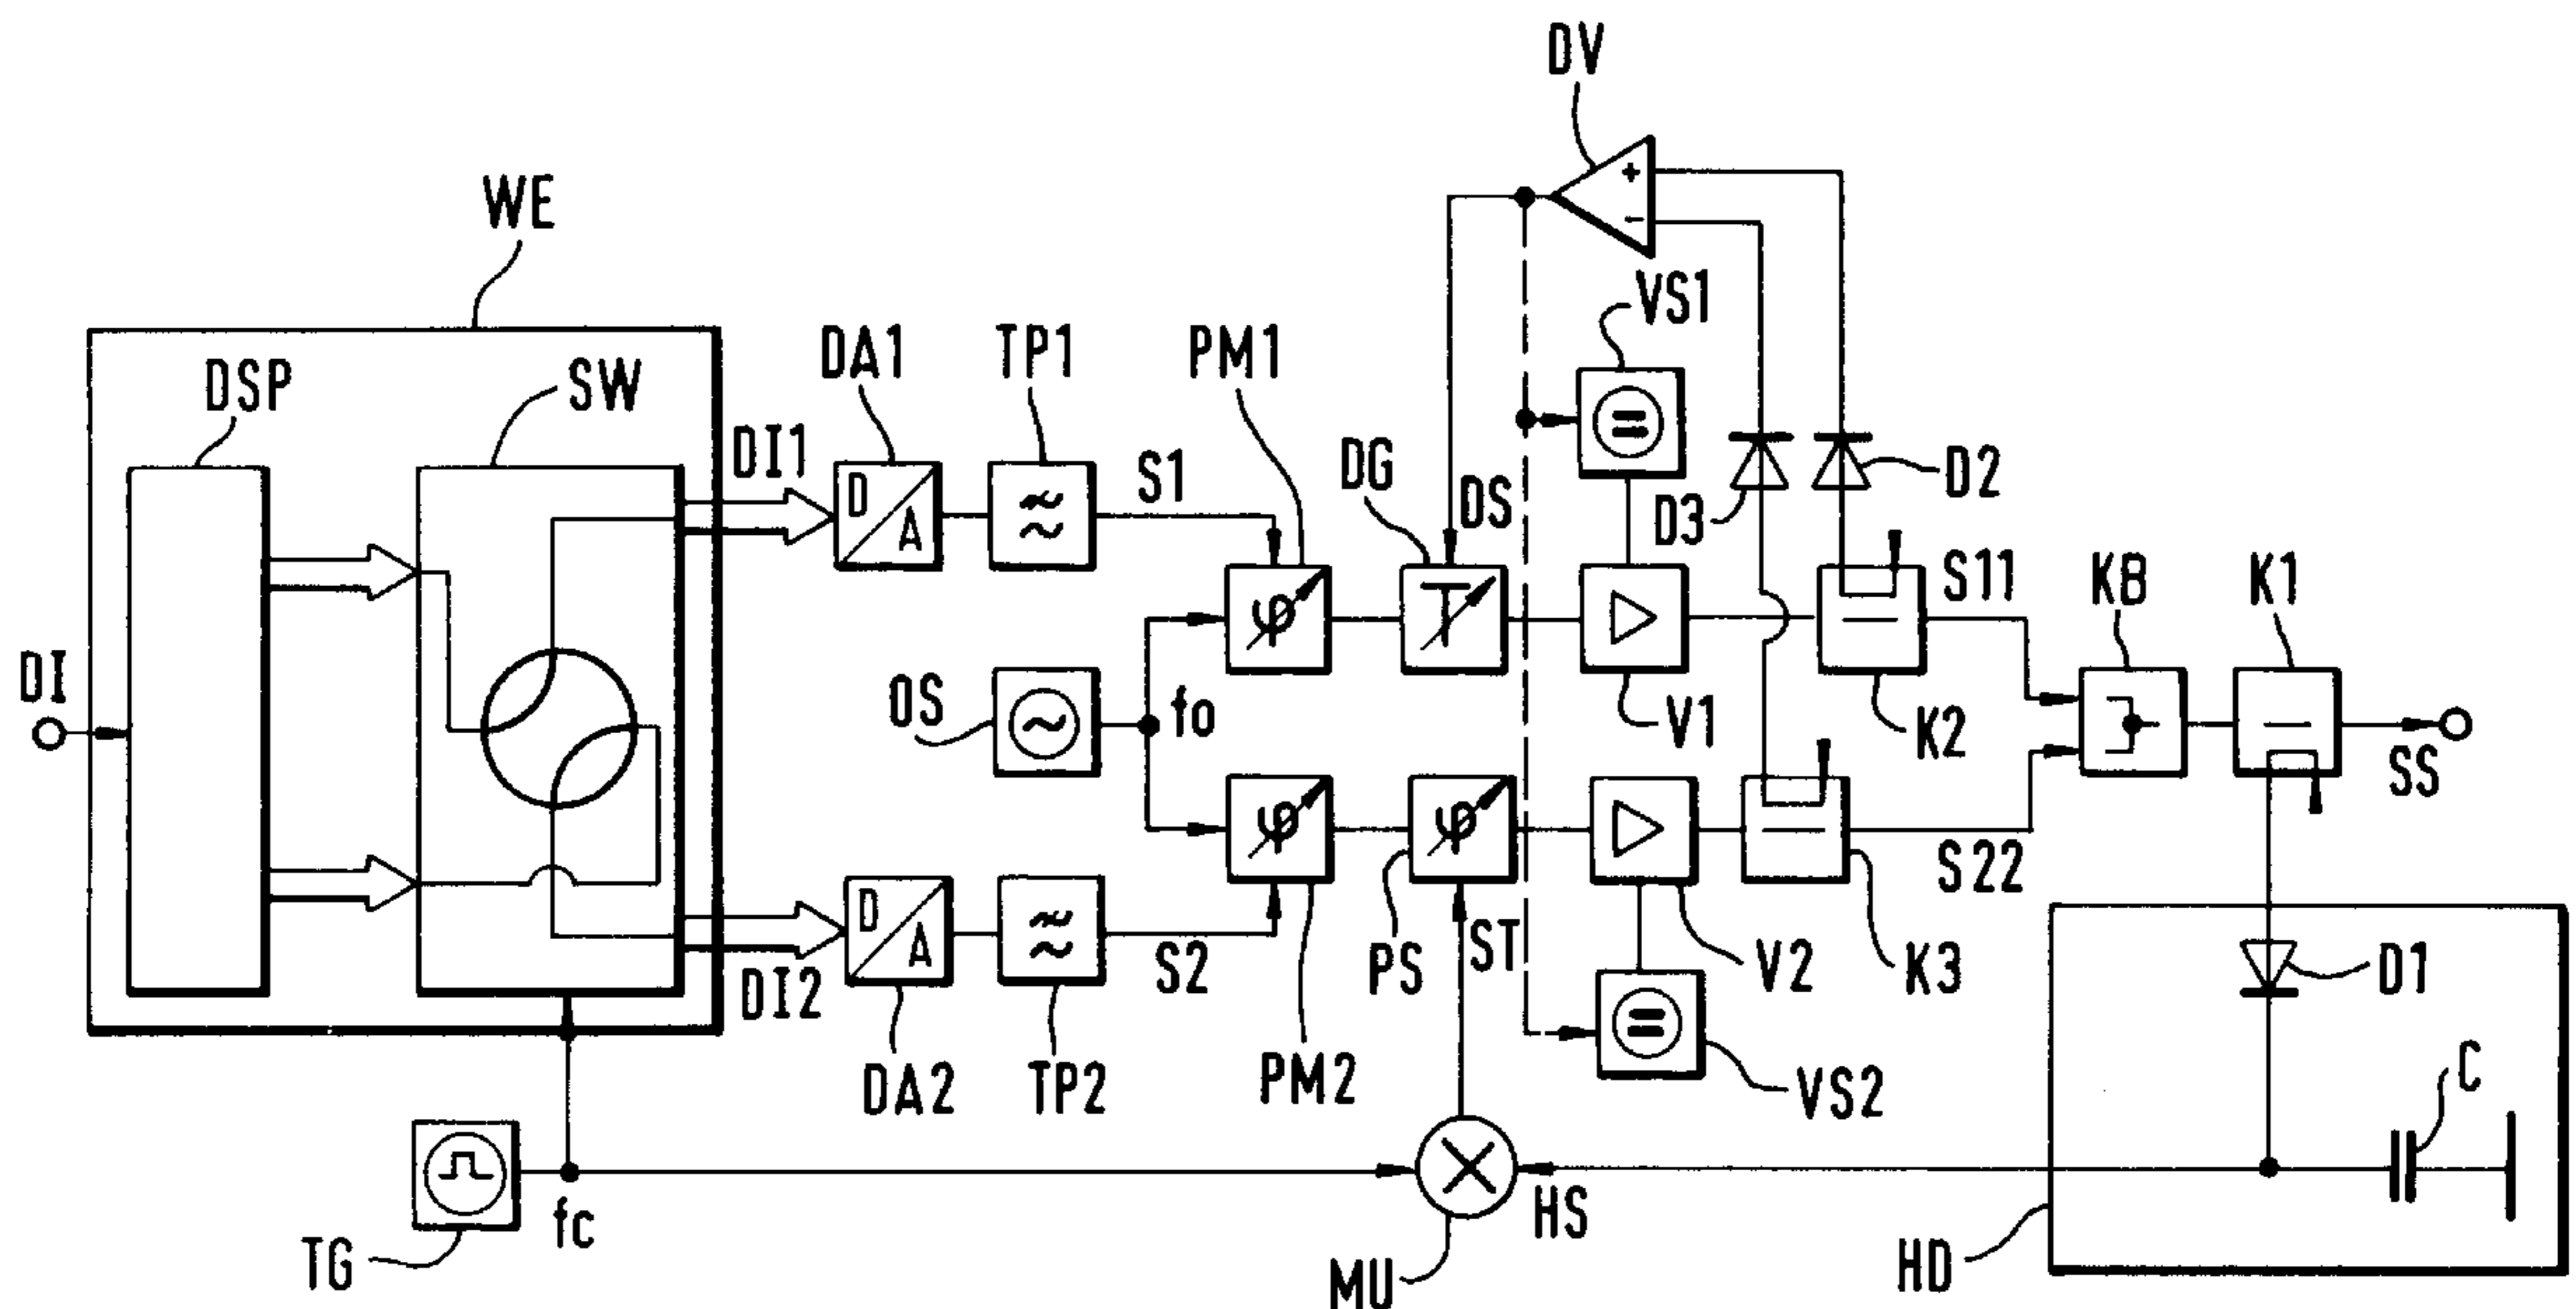 DV
WE
VS1
DSP
SW
DA1
TP1
PM1
DI1
S1
DG
DS
D3
D2
D
A
φ
T
S11
KB
K1
DI
OS
fo
V1
K2
SS
φ
φ
S22
D
A
DI2
S2
PS
ST
V2
K3
D1
DA2
TP2
PM2
VS2
C
TG
fc
MU
HS
HD
+
−